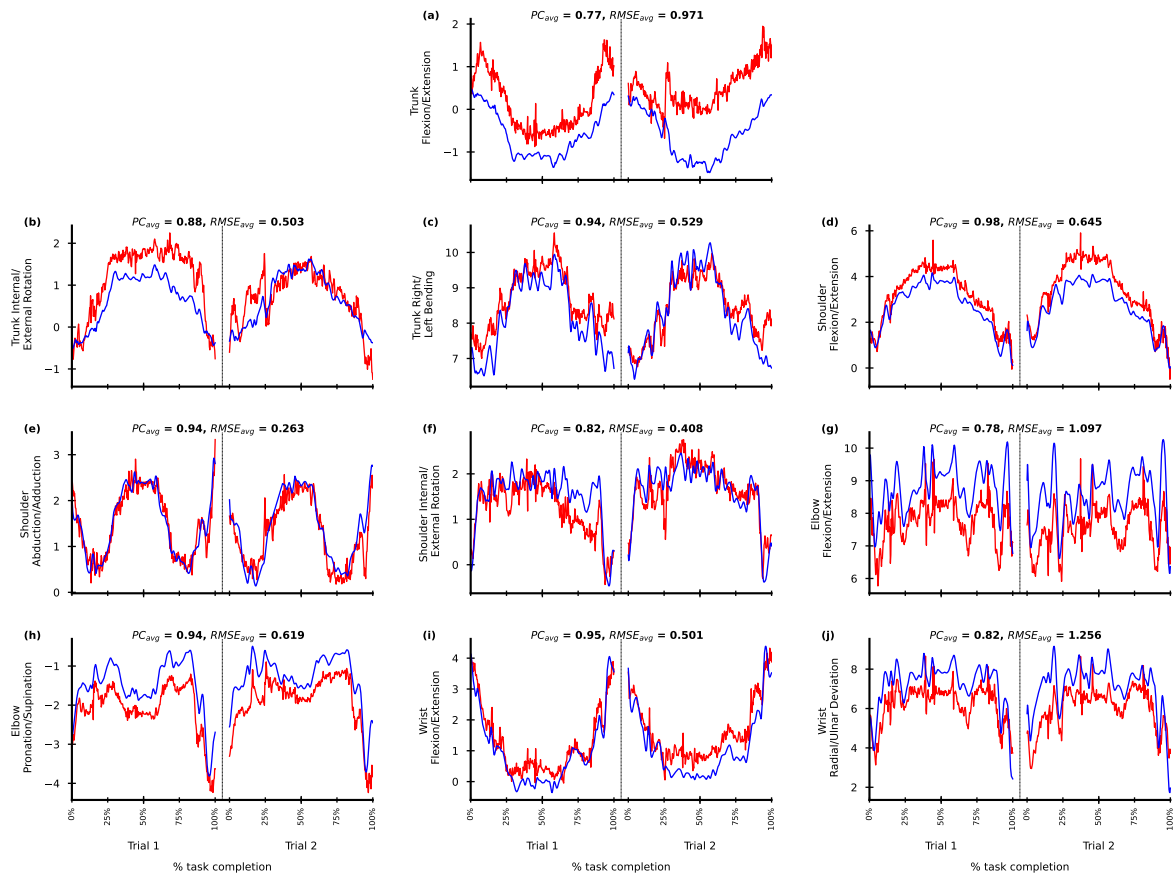 (a) PCavg = 0.77, RMSEavg = 0.971
Trunk
Flexion/Extension
2
1
0
−1
(b) PCavg = 0.88, RMSEavg = 0.503
Trunk Internal/
External Rotation
2
1
0
−1
(c) PCavg = 0.94, RMSEavg = 0.529
Trunk Right/
Left Bending
10
9
8
7
(d) PCavg = 0.98, RMSEavg = 0.645
Shoulder
Flexion/Extension
6
4
2
0
(e) PCavg = 0.94, RMSEavg = 0.263
Shoulder
Abduction/Adduction
3
2
1
0
(f) PCavg = 0.82, RMSEavg = 0.408
Shoulder Internal/
External Rotation
2
1
0
(g) PCavg = 0.78, RMSEavg = 1.097
Elbow
Flexion/Extension
10
9
8
7
6
(h) PCavg = 0.94, RMSEavg = 0.619
Elbow
Pronation/Supination
−1
−2
−3
−4
0% 25% 50% 75% 100% 0% 25% 50% 75% 100%
Trial 1 Trial 2
% task completion
(i) PCavg = 0.95, RMSEavg = 0.501
Wrist
Flexion/Extension
4
3
2
1
0
0% 25% 50% 75% 100% 0% 25% 50% 75% 100%
Trial 1 Trial 2
% task completion
(j) PCavg = 0.82, RMSEavg = 1.256
Wrist
Radial/Ulnar Deviation
8
6
4
2
0% 25% 50% 75% 100% 0% 25% 50% 75% 100%
Trial 1 Trial 2
% task completion